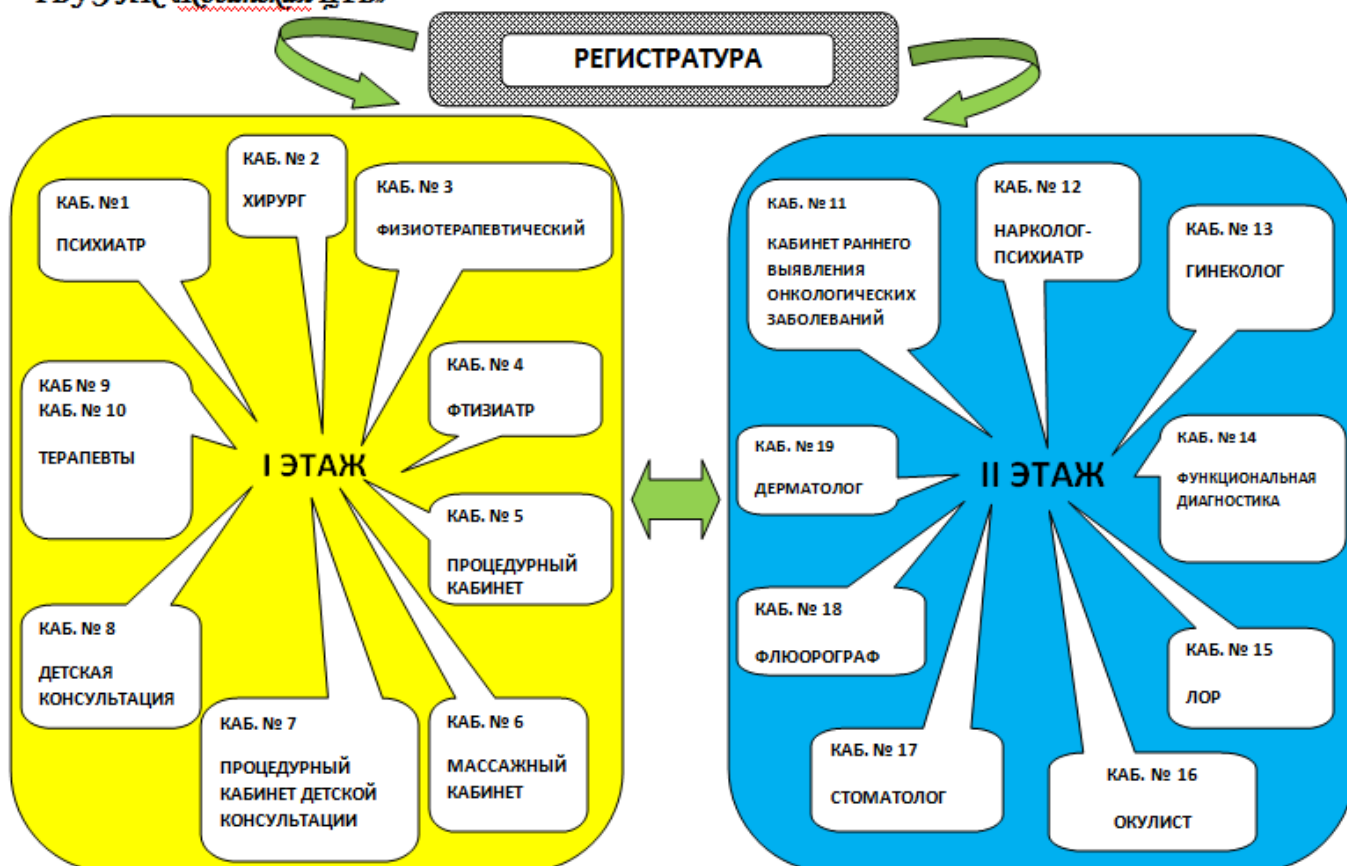 РЕГИСТРАТУРА
КАБ. №1
ПСИХИАТР
КАБ. № 2
ХИРУРГ
КАБ. № 3
ФИЗИОТЕРАПЕВТИЧЕСКИЙ
КАБ. № 4
ФТИЗИАТР
КАБ № 9
КАБ. № 10
ТЕРАПЕВТЫ
I ЭТАЖ
КАБ. № 5
ПРОЦЕДУРНЫЙ
КАБИНЕТ
КАБ. № 8
ДЕТСКАЯ
КОНСУЛЬТАЦИЯ
КАБ. № 7
ПРОЦЕДУРНЫЙ
КАБИНЕТ ДЕТСКОЙ
КОНСУЛЬТАЦИИ
КАБ. № 6
МАССАЖНЫЙ
КАБИНЕТ
КАБ. № 11
КАБИНЕТ РАННЕГО
ВЫЯВЛЕНИЯ
ОНКОЛОГИЧЕСКИХ
ЗАБОЛЕВАНИЙ
КАБ. № 12
НАРКОЛОГ-
ПСИХИАТР
КАБ. № 13
ГИНЕКОЛОГ
КАБ. № 19
ДЕРМАТОЛОГ
II ЭТАЖ
КАБ. № 14
ФУНКЦИОНАЛЬНАЯ
ДИАГНОСТИКА
КАБ. № 18
ФЛЮОРОГРАФ
КАБ. № 15
ЛОР
КАБ. № 17
СТОМАТОЛОГ
КАБ. № 16
ОКУЛИСТ